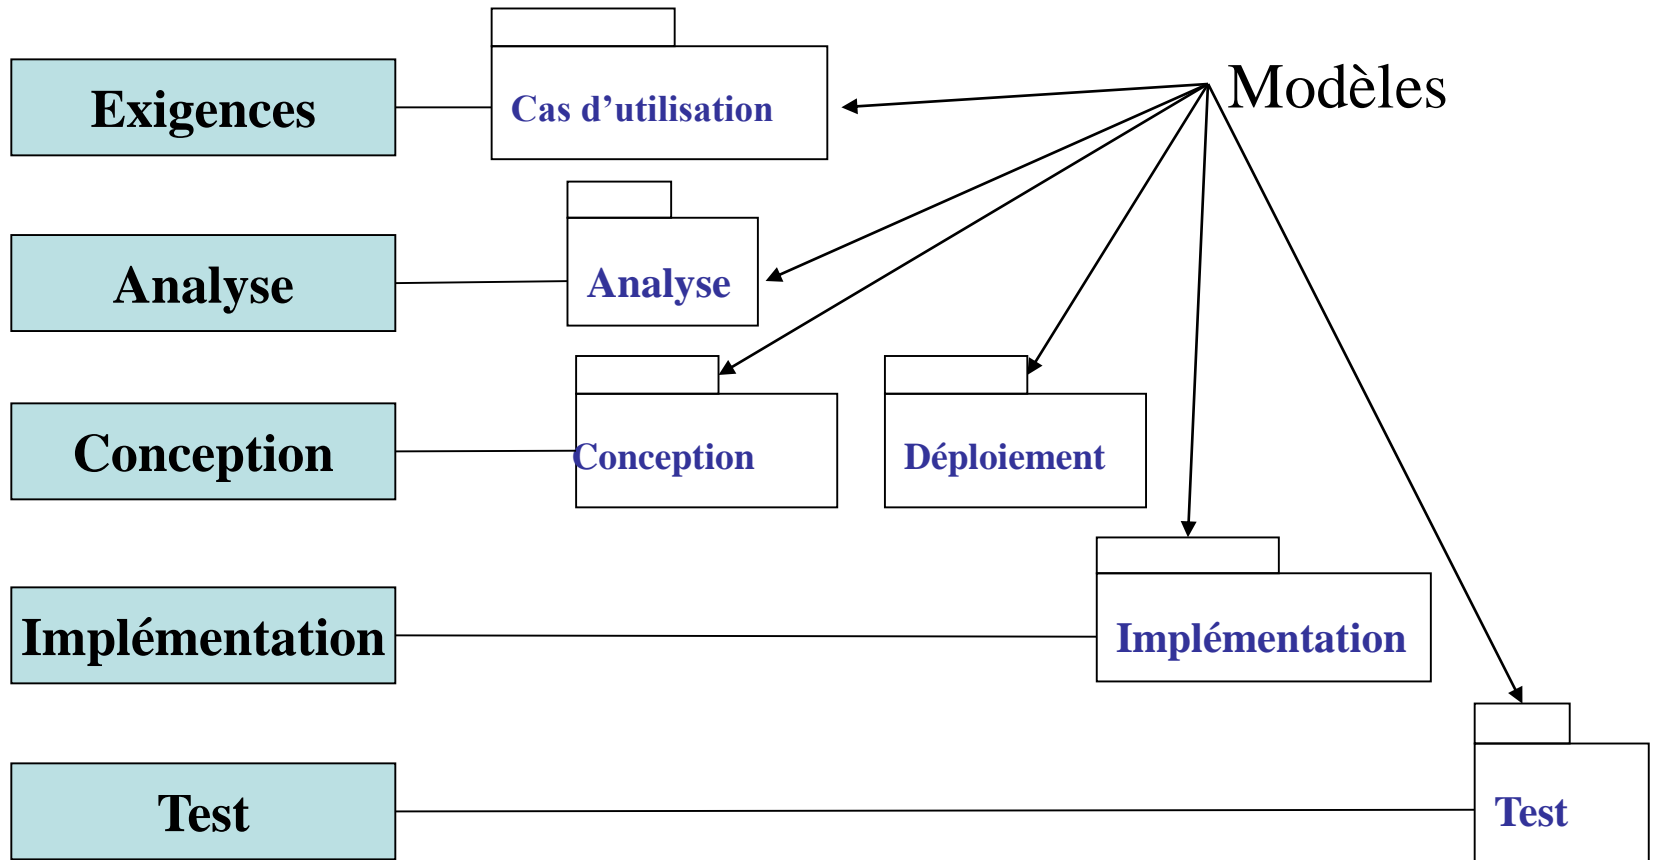 Exigences
Cas d’utilisation
Modèles
Analyse
Analyse
Conception
Conception
Déploiement
Implémentation
Implémentation
Test
Test